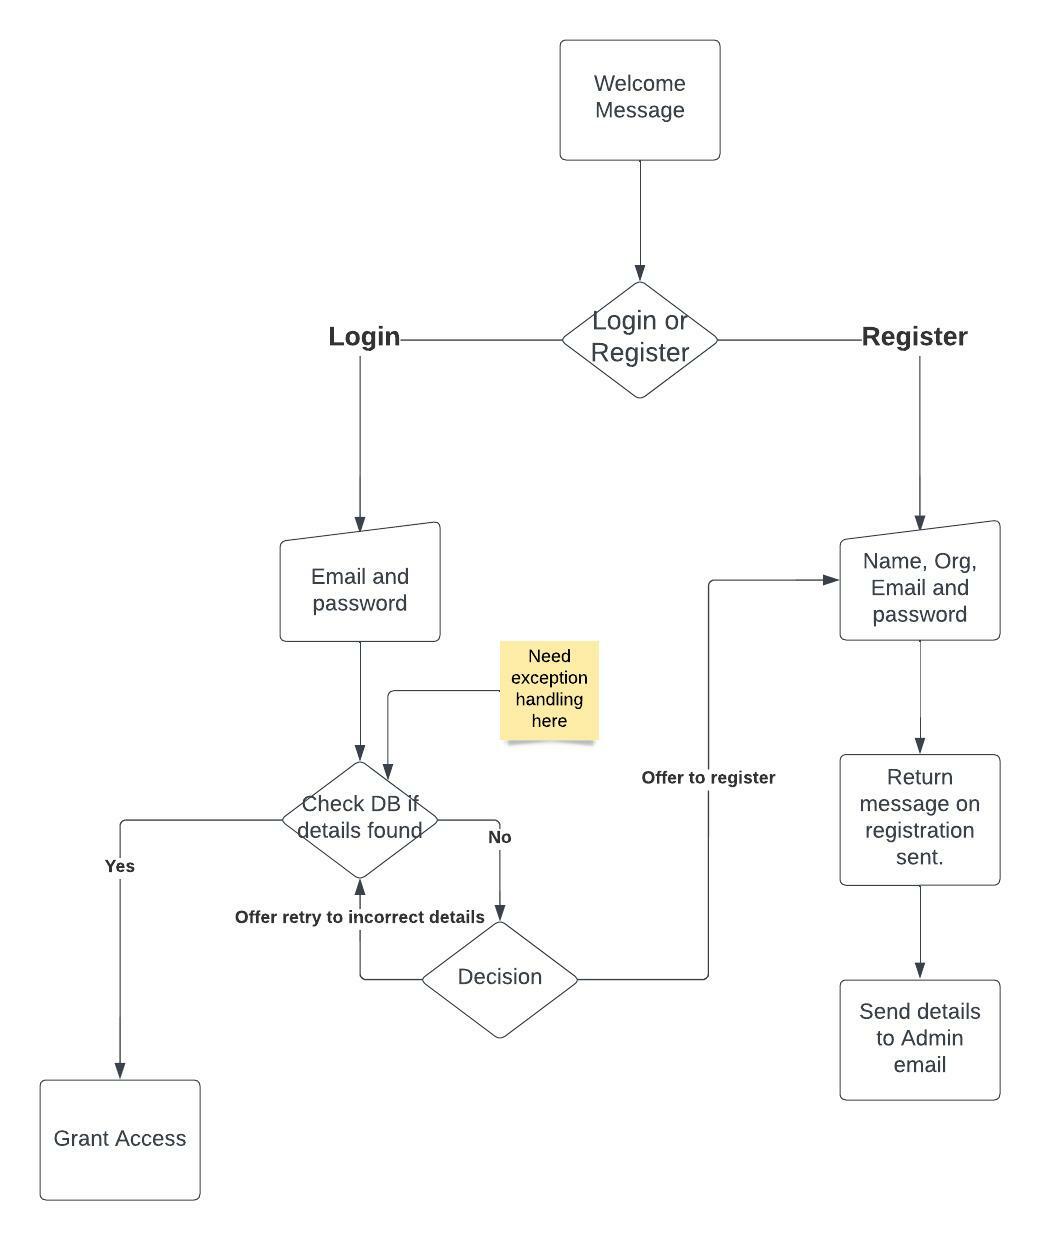 Welcome
Message
Login or
Register
Login
Register
Email and
password
Name, Org,
Email and
password
Need
exception
handling
here
Offer to register
Check DB if
details found
Return
message on
registration
sent.
No
Yes
Offer retry to incorrect details
Decision
Send details
to Admin
email
Grant Access